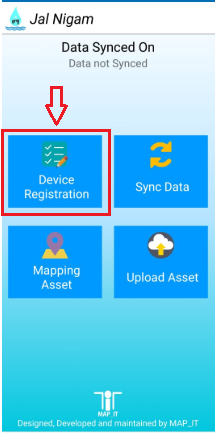 Jal Nigam
Data Synced On
Data not Synced
Device
Registration
Sync Data
Mapping
Asset
Upload Asset
MAP_IT
Designed, Developed and maintained by MAP_IT